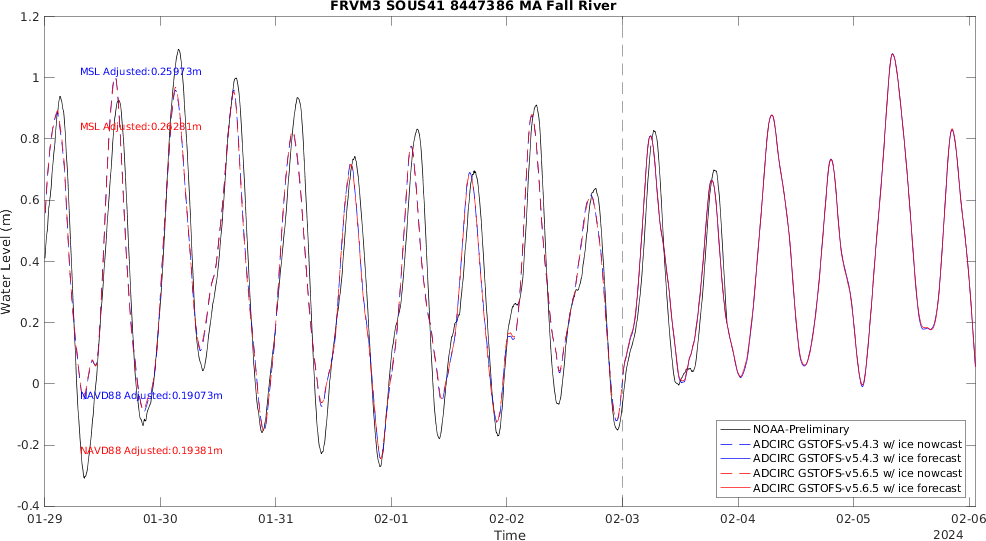 FRVM3 SOUS41 8447386 MA Fall River
1.2
1
0.8
0.6
0.4
0.2
0
-0.2
-0.4
Water Level (m)
MSL Adjusted:0.25973m
MSL Adjusted:0.26281m
NAVD88 Adjusted:0.19073m
NAVD88 Adjusted:0.19381m
NOAA-Preliminary
ADCIRC GSTOFS-v5.4.3 w/ ice nowcast
ADCIRC GSTOFS-v5.4.3 w/ ice forecast
ADCIRC GSTOFS-v5.6.5 w/ ice nowcast
ADCIRC GSTOFS-v5.6.5 w/ ice forecast
01-29 01-30 01-31 02-01 02-02 02-03 02-04 02-05 02-06
Time
2024